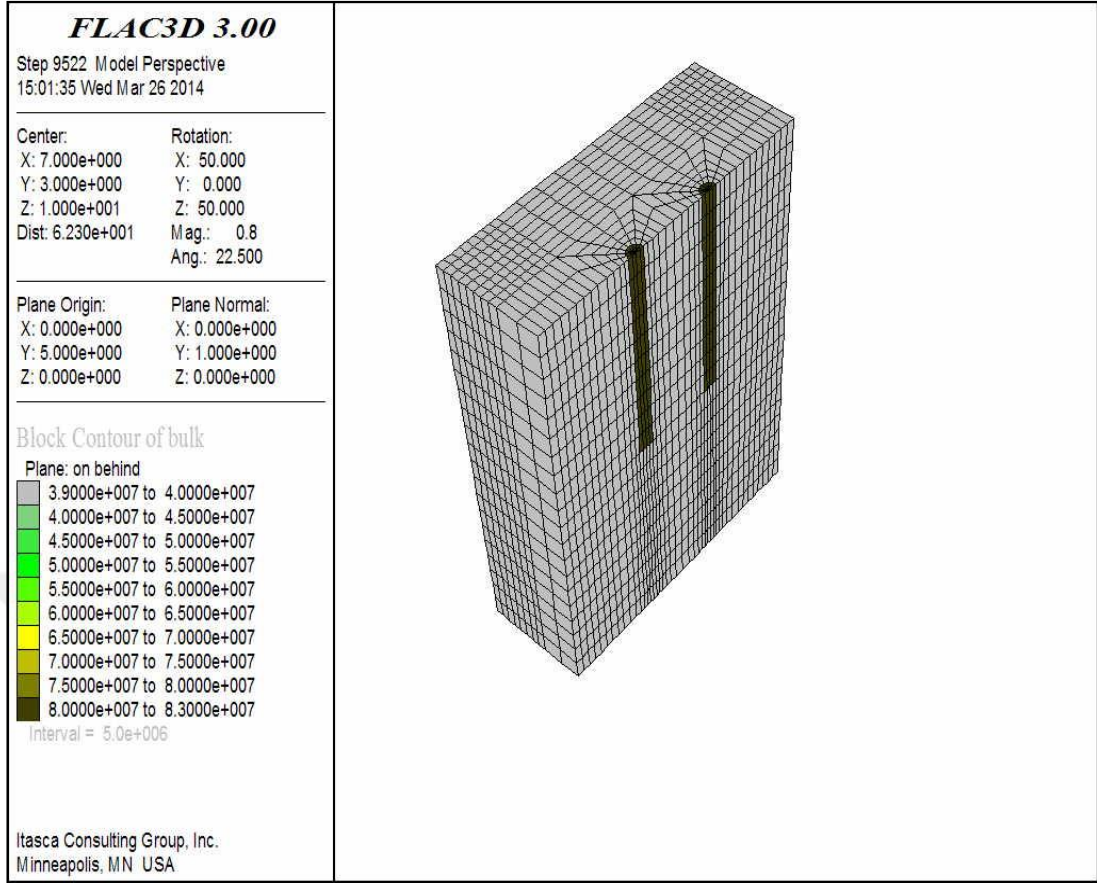 FLAC3D 3.00
Step 9522 Model Perspective
15:01:35 Wed Mar 26 2014
Center: Rotation:
X: 7.000e+000 X: 50.000
Y: 3.000e+000 Y: 0.000
Z: 1.000e+001 Z: 50.000
Dist: 6.230e+001 Mag.: 0.8
Ang.: 22.500
Plane Origin: Plane Normal:
X: 0.000e+000 X: 0.000e+000
Y: 5.000e+000 Y: 1.000e+000
Z: 0.000e+000 Z: 0.000e+000
Block Contour of bulk
Plane: on behind
3.9000e+007 to 4.0000e+007
4.0000e+007 to 4.5000e+007
4.5000e+007 to 5.0000e+007
5.0000e+007 to 5.5000e+007
5.5000e+007 to 6.0000e+007
6.0000e+007 to 6.5000e+007
6.5000e+007 to 7.0000e+007
7.0000e+007 to 7.5000e+007
7.5000e+007 to 8.0000e+007
8.0000e+007 to 8.3000e+007
Interval = 5.0e+006
Itasca Consulting Group, Inc.
Minneapolis, MN USA